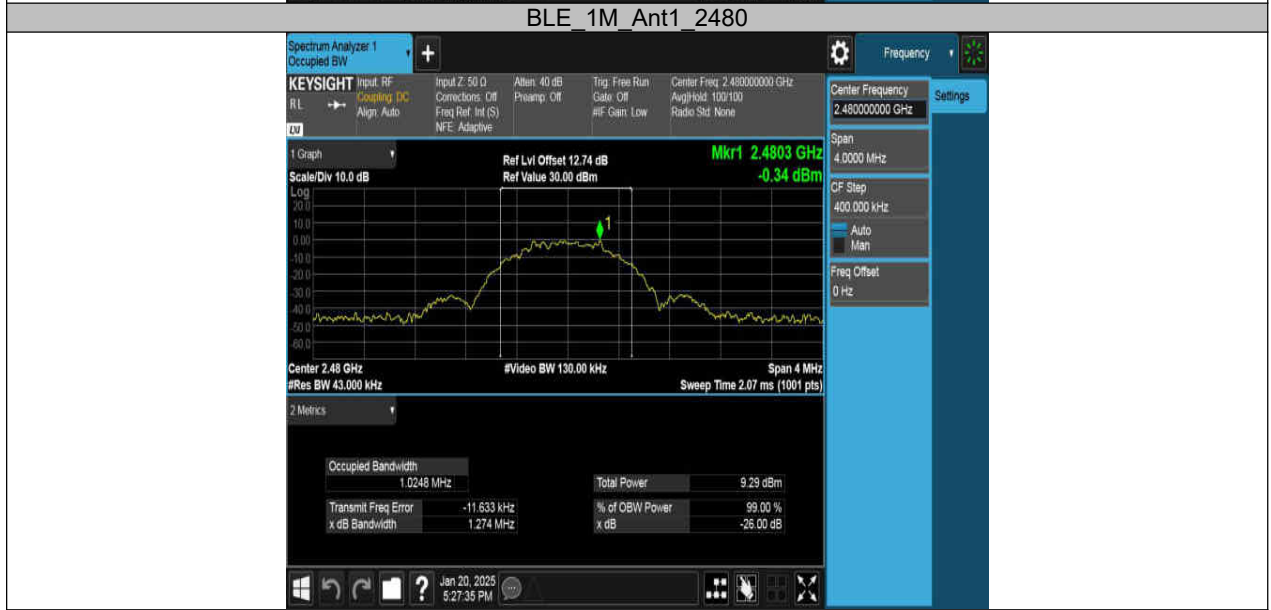 BLE_1M_Ant1_2480
Spectrum Analyzer 1
Occupied BW
+
Frequency
KEYSIGHT
RL
LXI
Input: RF
Coupling: DC
Align: Auto
Input Z: 50 Ω
Corrections: Off
Freq Ref: Int (S)
NFE: Adaptive
Atten: 40 dB
Preamp: Off
Trig: Free Run
Gate: Off
#IF Gain: Low
Center Freq: 2.480000000 GHz
Avg|Hold: 100/100
Radio Std: None
Center Frequency
2.480000000 GHz
Settings
Span
4.0000 MHz
CF Step
400.000 kHz
Auto
Man
Freq Offset
0 Hz
1 Graph
Scale/Div 10.0 dB
Ref Lvl Offset 12.74 dB
Ref Value 30.00 dBm
Mkr1 2.4803 GHz
-0.34 dBm
Log
20.0
10.0
0.00
-10.0
-20.0
-30.0
-40.0
-50.0
-60.0
1
Center 2.48 GHz
#Video BW 130.00 kHz
Span 4 MHz
#Res BW 43.000 kHz
Sweep Time 2.07 ms (1001 pts)
2 Metrics
Occupied Bandwidth
1.0248 MHz
Total Power 9.29 dBm
Transmit Freq Error -11.633 kHz
% of OBW Power 99.00 %
x dB Bandwidth 1.274 MHz
x dB -26.00 dB
?
Jan 20, 2025
5:27:35 PM